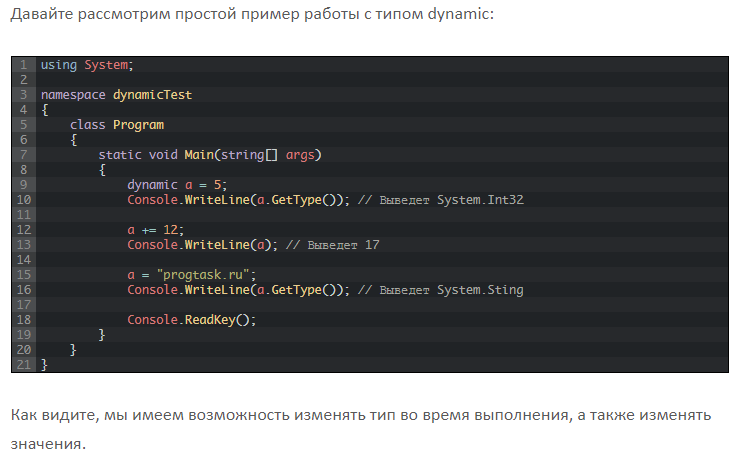 Давайте рассмотрим простой пример работы с типом dynamic:
1 using System;
2
3 namespace dynamicTest
4 {
5     class Program
6     {
7         static void Main(string[] args)
8         {
9             dynamic a = 5;
10             Console.WriteLine(a.GetType()); // Выведет System.Int32
11
12             a += 12;
13             Console.WriteLine(a); // Выведет 17
14
15             a = "progtask.ru";
16             Console.WriteLine(a.GetType()); // Выведет System.Sting
17
18             Console.ReadKey();
19         }
20     }
21 }
Как видите, мы имеем возможность изменять тип во время выполнения, а также изменять
значения.